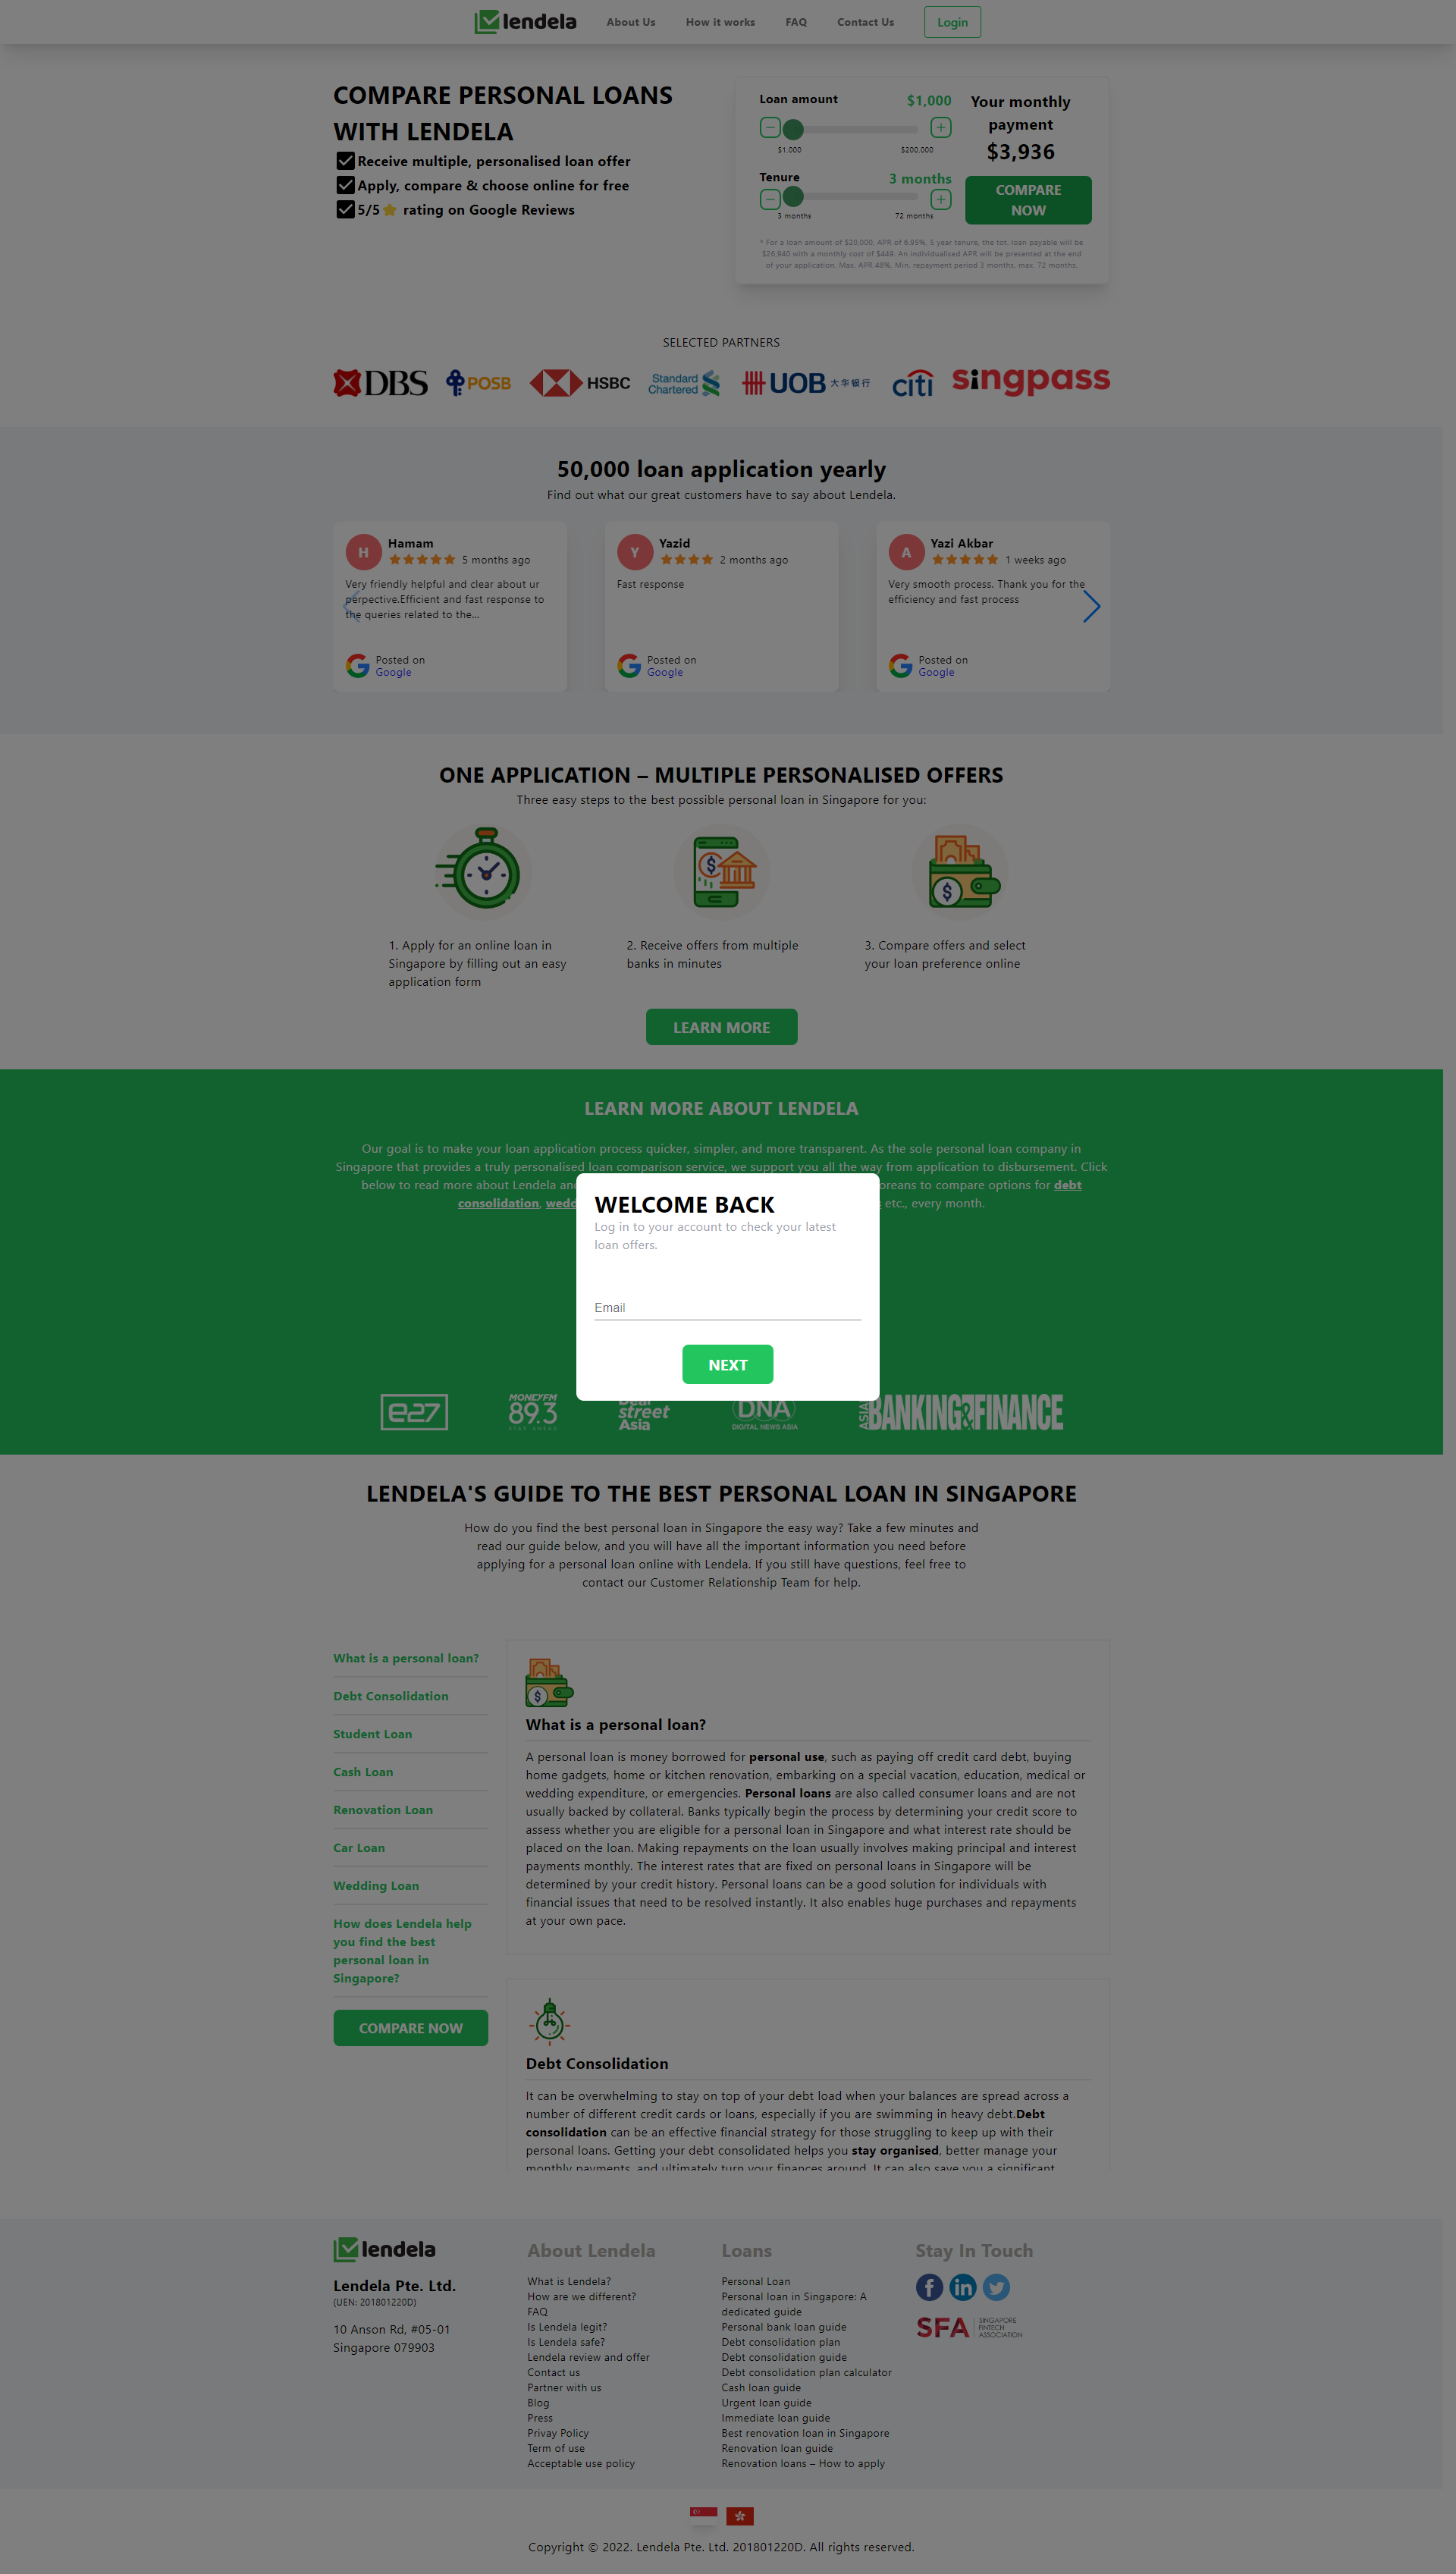 lendela
About Us
How it works
FAQ
Contact Us
Login
COMPARE PERSONAL LOANS
WITH LENDELA
Receive multiple, personalised loan offer
Apply, compare & choose online for free
5/5⭐ rating on Google Reviews
Loan amount
$1,000
$1,000
$200,000
Tenure
3 months
3 months
72 months
Your monthly
payment
$3,936
COMPARE
NOW
* For a loan amount of $20,000, APR of 6.95%, 5 year tenure, the tot. loan payable will be
$26,940 with a monthly cost of $449. An individualised APR will be presented at the end
of your application. Max. APR 48%, Min. repayment period 3 months, max. 72 months.
SELECTED PARTNERS
DBS
POSB
HSBC
Standard
Chartered
UOB 大华银行
citi
singpass
50,000 loan application yearly
Find out what our great customers have to say about Lendela.
H
Hamam
5 months ago
Very friendly helpful and clear about ur
perpective.Efficient and fast response to
the queries related to the...
Posted on
Google
Y
Yazid
2 months ago
Fast response
Posted on
Google
A
Yazi Akbar
1 weeks ago
Very smooth process. Thank you for the
efficiency and fast process
Posted on
Google
ONE APPLICATION – MULTIPLE PERSONALISED OFFERS
Three easy steps to the best possible personal loan in Singapore for you:
1. Apply for an online loan in
Singapore by filling out an easy
application form
2. Receive offers from multiple
banks in minutes
3. Compare offers and select
your loan preference online
LEARN MORE
LEARN MORE ABOUT LENDELA
Our goal is to make your loan application process quicker, simpler, and more transparent. As the sole personal loan company in
Singapore that provides a truly personalised loan comparison service, we support you all the way from application to disbursement. Click
below to read more about Lendela and
oreans to compare options for debt
consolidation, wedd
etc., every month.
WELCOME BACK
Log in to your account to check your latest
loan offers.
Email
NEXT
e27
MONEYFM
89.3
STAY AHEAD
Deal
street
Asia
DNA
DIGITAL NEWS ASIA
ASIAN
BANKING&FINANCE
LENDELA'S GUIDE TO THE BEST PERSONAL LOAN IN SINGAPORE
How do you find the best personal loan in Singapore the easy way? Take a few minutes and
read our guide below, and you will have all the important information you need before
applying for a personal loan online with Lendela. If you still have questions, feel free to
contact our Customer Relationship Team for help.
What is a personal loan?
Debt Consolidation
Student Loan
Cash Loan
Renovation Loan
Car Loan
Wedding Loan
How does Lendela help
you find the best
personal loan in
Singapore?
COMPARE NOW
What is a personal loan?
A personal loan is money borrowed for personal use, such as paying off credit card debt, buying
home gadgets, home or kitchen renovation, embarking on a special vacation, education, medical or
wedding expenditure, or emergencies. Personal loans are also called consumer loans and are not
usually backed by collateral. Banks typically begin the process by determining your credit score to
assess whether you are eligible for a personal loan in Singapore and what interest rate should be
placed on the loan. Making repayments on the loan usually involves making principal and interest
payments monthly. The interest rates that are fixed on personal loans in Singapore will be
determined by your credit history. Personal loans can be a good solution for individuals with
financial issues that need to be resolved instantly. It also enables huge purchases and repayments
at your own pace.
Debt Consolidation
It can be overwhelming to stay on top of your debt load when your balances are spread across a
number of different credit cards or loans, especially if you are swimming in heavy debt.Debt
consolidation can be an effective financial strategy for those struggling to keep up with their
personal loans. Getting your debt consolidated helps you stay organised, better manage your
monthly payments, and ultimately turn your finances around. It can also save you a significant
lendela
Lendela Pte. Ltd.
(UEN: 201801220D)
10 Anson Rd, #05-01
Singapore 079903
About Lendela
What is Lendela?
How are we different?
FAQ
Is Lendela legit?
Is Lendela safe?
Lendela review and offer
Contact us
Partner with us
Blog
Press
Privay Policy
Term of use
Acceptable use policy
Loans
Personal Loan
Personal loan in Singapore: A
dedicated guide
Personal bank loan guide
Debt consolidation plan
Debt consolidation guide
Debt consolidation plan calculator
Cash loan guide
Urgent loan guide
Immediate loan guide
Best renovation loan in Singapore
Renovation loan guide
Renovation loans – How to apply
Stay In Touch
SFA
SINGAPORE
FINTECH
ASSOCIATION
Copyright © 2022. Lendela Pte. Ltd. 201801220D. All rights reserved.